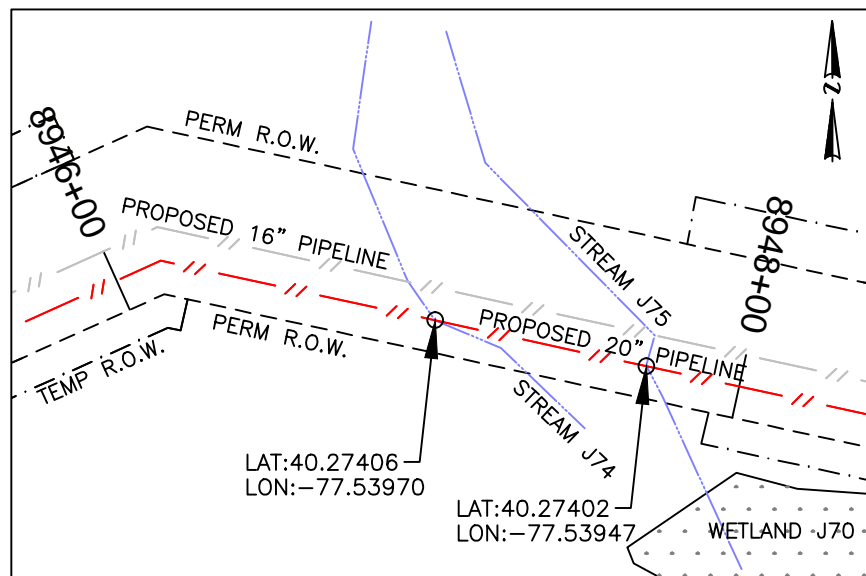 N
PERM R.O.W.
8946+00
PROPOSED 16" PIPELINE
8948+00
STREAM J75
PERM R.O.W.
PROPOSED 20" PIPELINE
TEMP R.O.W.
STREAM J74
LAT:40.27406
LON:-77.53970
LAT:40.27402
LON:-77.53947
WETLAND J70